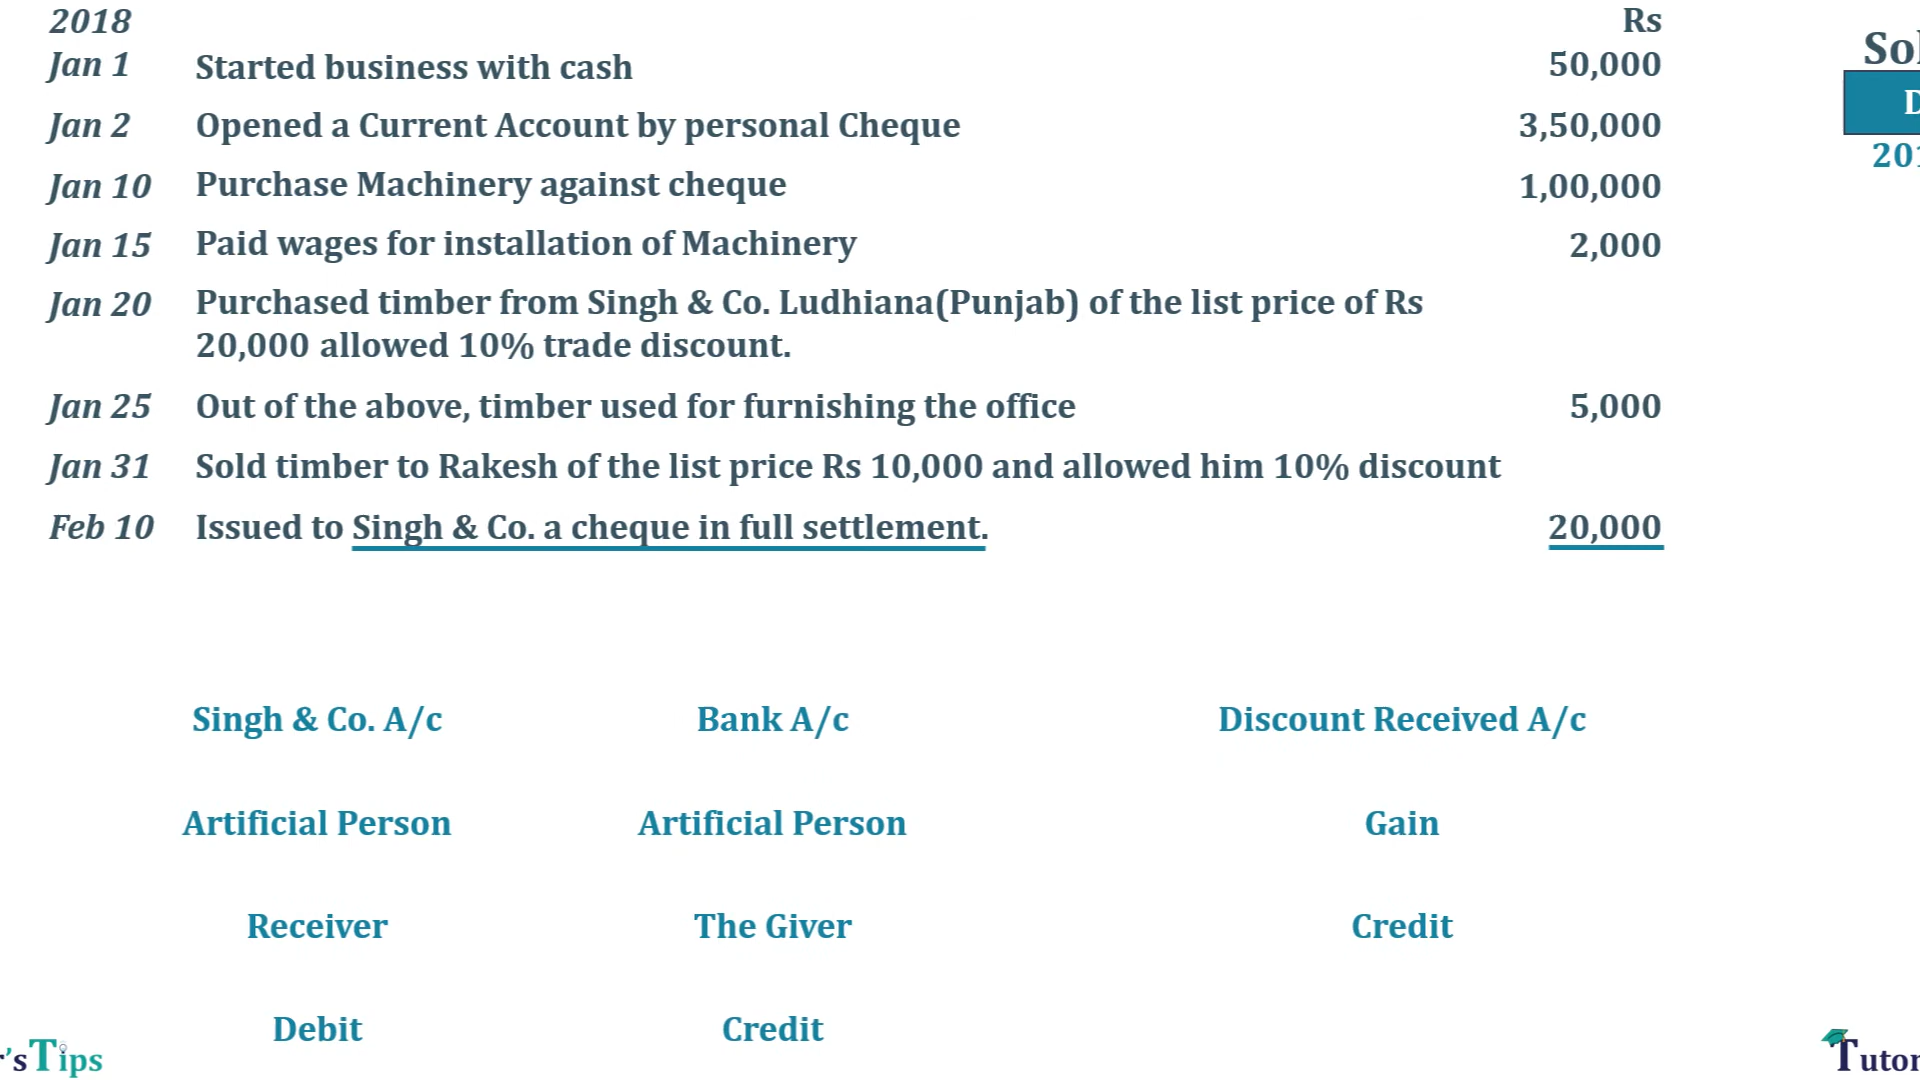 2018 Rs
Jan 1 Started business with cash 50,000
Jan 2 Opened a Current Account by personal Cheque 3,50,000
Jan 10 Purchase Machinery against cheque 1,00,000
Jan 15 Paid wages for installation of Machinery 2,000
Jan 20 Purchased timber from Singh & Co. Ludhiana(Punjab) of the list price of Rs
20,000 allowed 10% trade discount.
Jan 25 Out of the above, timber used for furnishing the office 5,000
Jan 31 Sold timber to Rakesh of the list price Rs 10,000 and allowed him 10% discount
Feb 10 Issued to Singh & Co. a cheque in full settlement. 20,000
Singh & Co. A/c Bank A/c Discount Received A/c
Artificial Person Artificial Person Gain
Receiver The Giver Credit
Debit Credit
's Tips